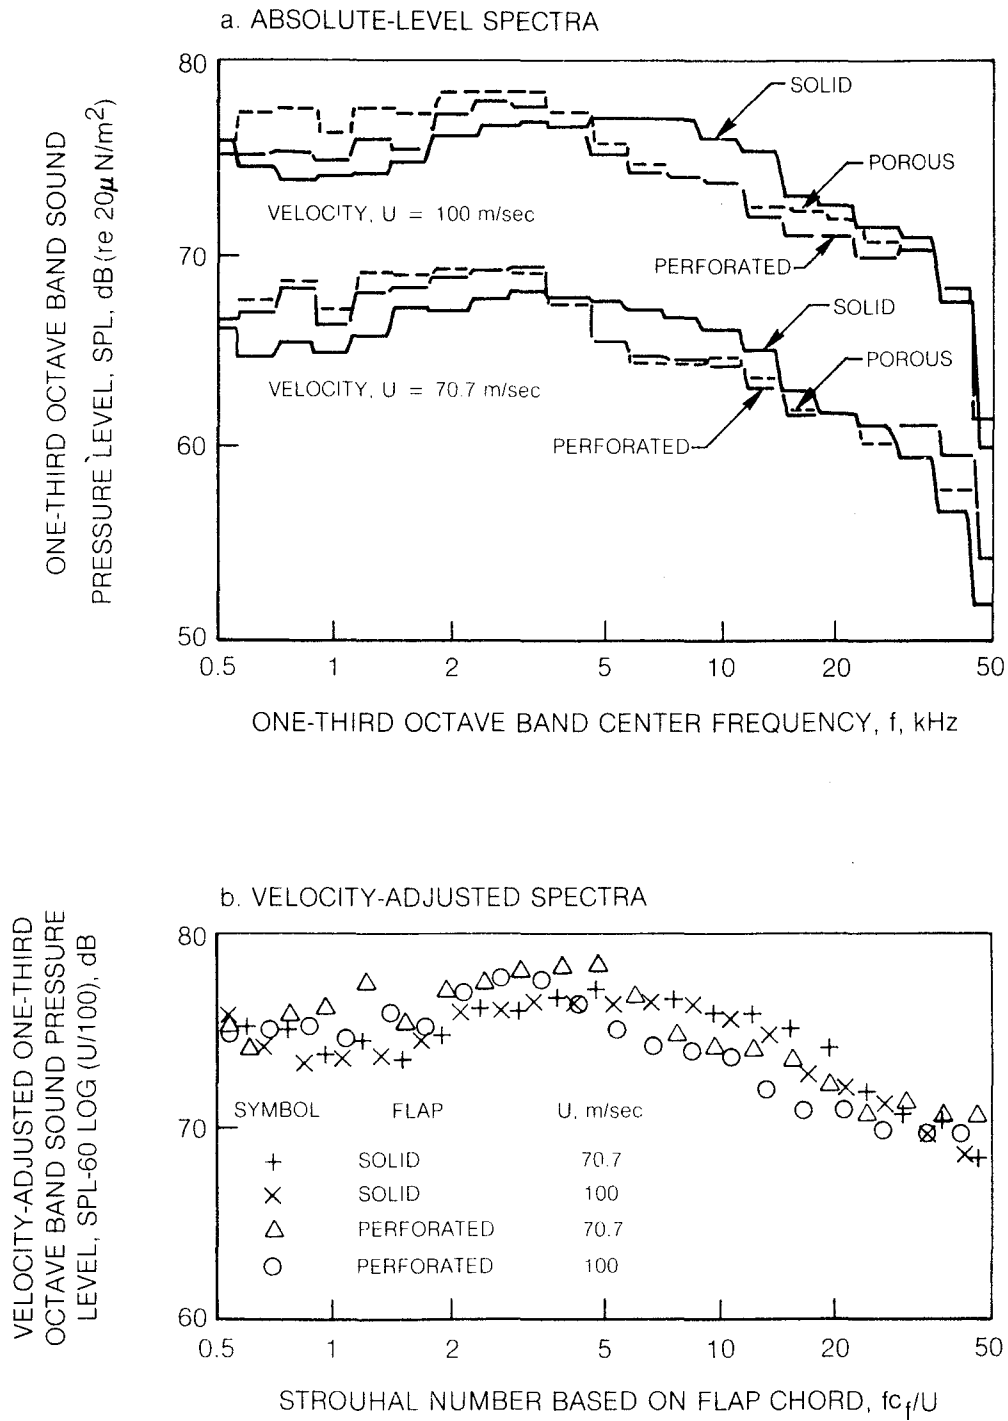 a. ABSOLUTE-LEVEL SPECTRA
ONE-THIRD OCTAVE BAND SOUND
PRESSURE LEVEL, SPL, dB (re 20μ N/m²)
80
70
60
50
SOLID
POROUS
VELOCITY, U = 100 m/sec
PERFORATED
SOLID
POROUS
VELOCITY, U = 70.7 m/sec
PERFORATED
0.5 1 2 5 10 20 50
ONE-THIRD OCTAVE BAND CENTER FREQUENCY, f, kHz
b. VELOCITY-ADJUSTED SPECTRA
VELOCITY-ADJUSTED ONE-THIRD
OCTAVE BAND SOUND PRESSURE
LEVEL, SPL-60 LOG (U/100), dB
80
70
60
SYMBOL FLAP U, m/sec
+ SOLID 70.7
× SOLID 100
△ PERFORATED 70.7
○ PERFORATED 100
0.5 1 2 5 10 20 50
STROUHAL NUMBER BASED ON FLAP CHORD, fc_f/U